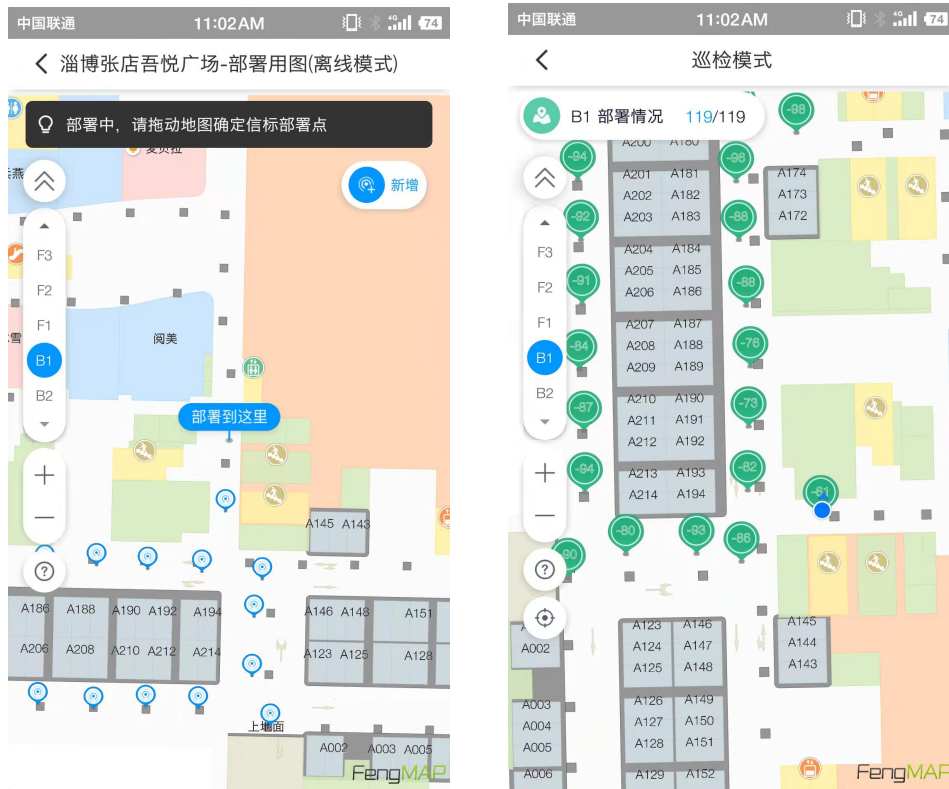 中国联通
11:02AM
4G
74
淄博张店吾悦广场-部署用图(离线模式)
部署中，请拖动地图确定信标部署点
麦贝拉
兵燕
新增
F3
F2
F1
B1
B2
雪
阅美
部署到这里
A145 A143
A186 A188 A190 A192 A194
A146 A148 A151
A206 A208 A210 A212 A214
A123 A125 A128
上地面
A002 A003 A005
FengMAP
中国联通
11:02AM
4G
74
巡检模式
B1 部署情况 119/119
-98
A200 A180
-94
-96
A201 A181
A174
A202 A182
A173
A203 A183
A172
-92
-88
F3
F2
F1
B1
B2
A204 A184
A205 A185
A206 A186
-91
-88
A207 A187
A208 A188
A209 A189
-84
-78
A210 A190
A211 A191
A212 A192
-87
-73
A213 A193
A214 A194
-94
-82
-61
-80
-93
-86
-90
A123 A146
A145
A124 A147
A144
A125 A148
A143
A002
A126 A149
A127 A150
A128 A151
A003
A004
A005
A006
A129 A152
FengMAP